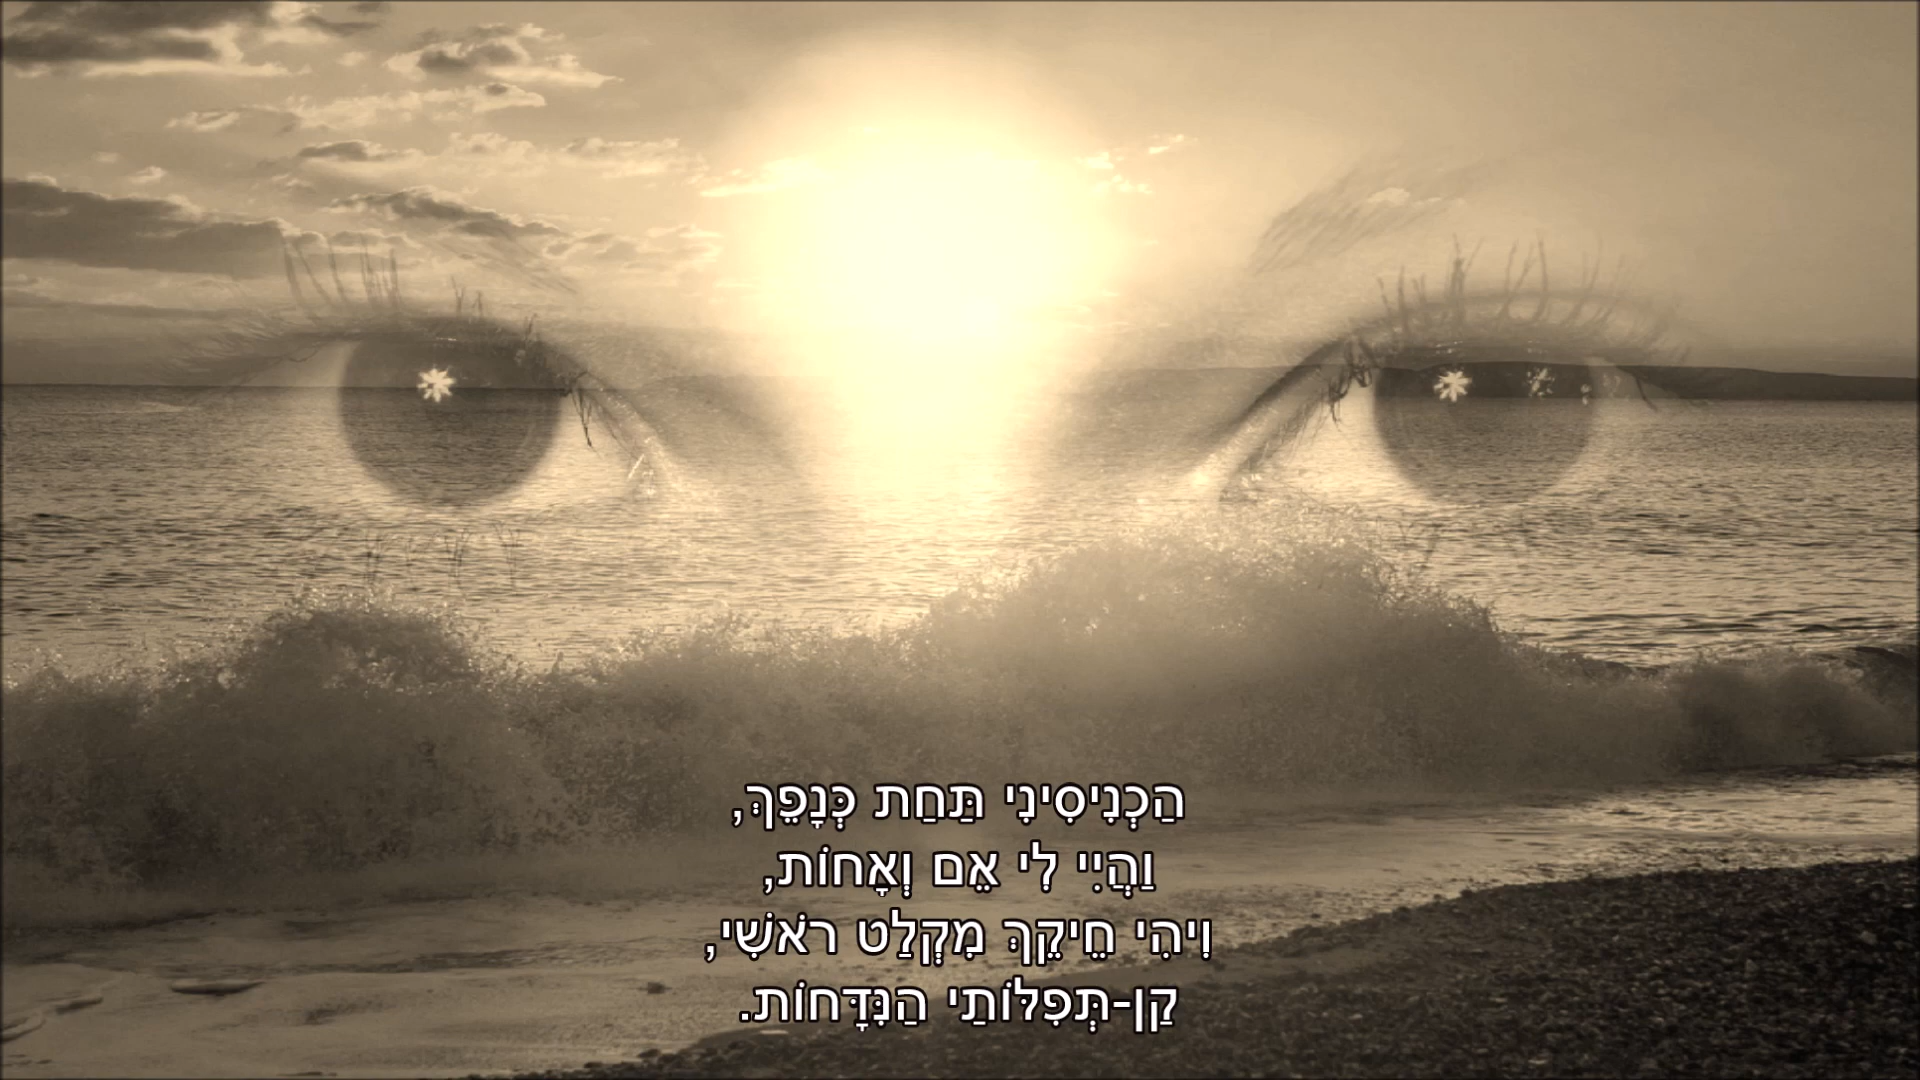 הַכְנִיסִינִי תַּחַת כְּנָפֵךְ,
וַהֲיִי לִי אֵם וְאָחוֹת,
וִיהִי חֵיקֵךְ מִקְלַט רֹאשִׁי,
קַן-תְּפִלּוֹתַי הַנִּדָּחוֹת.